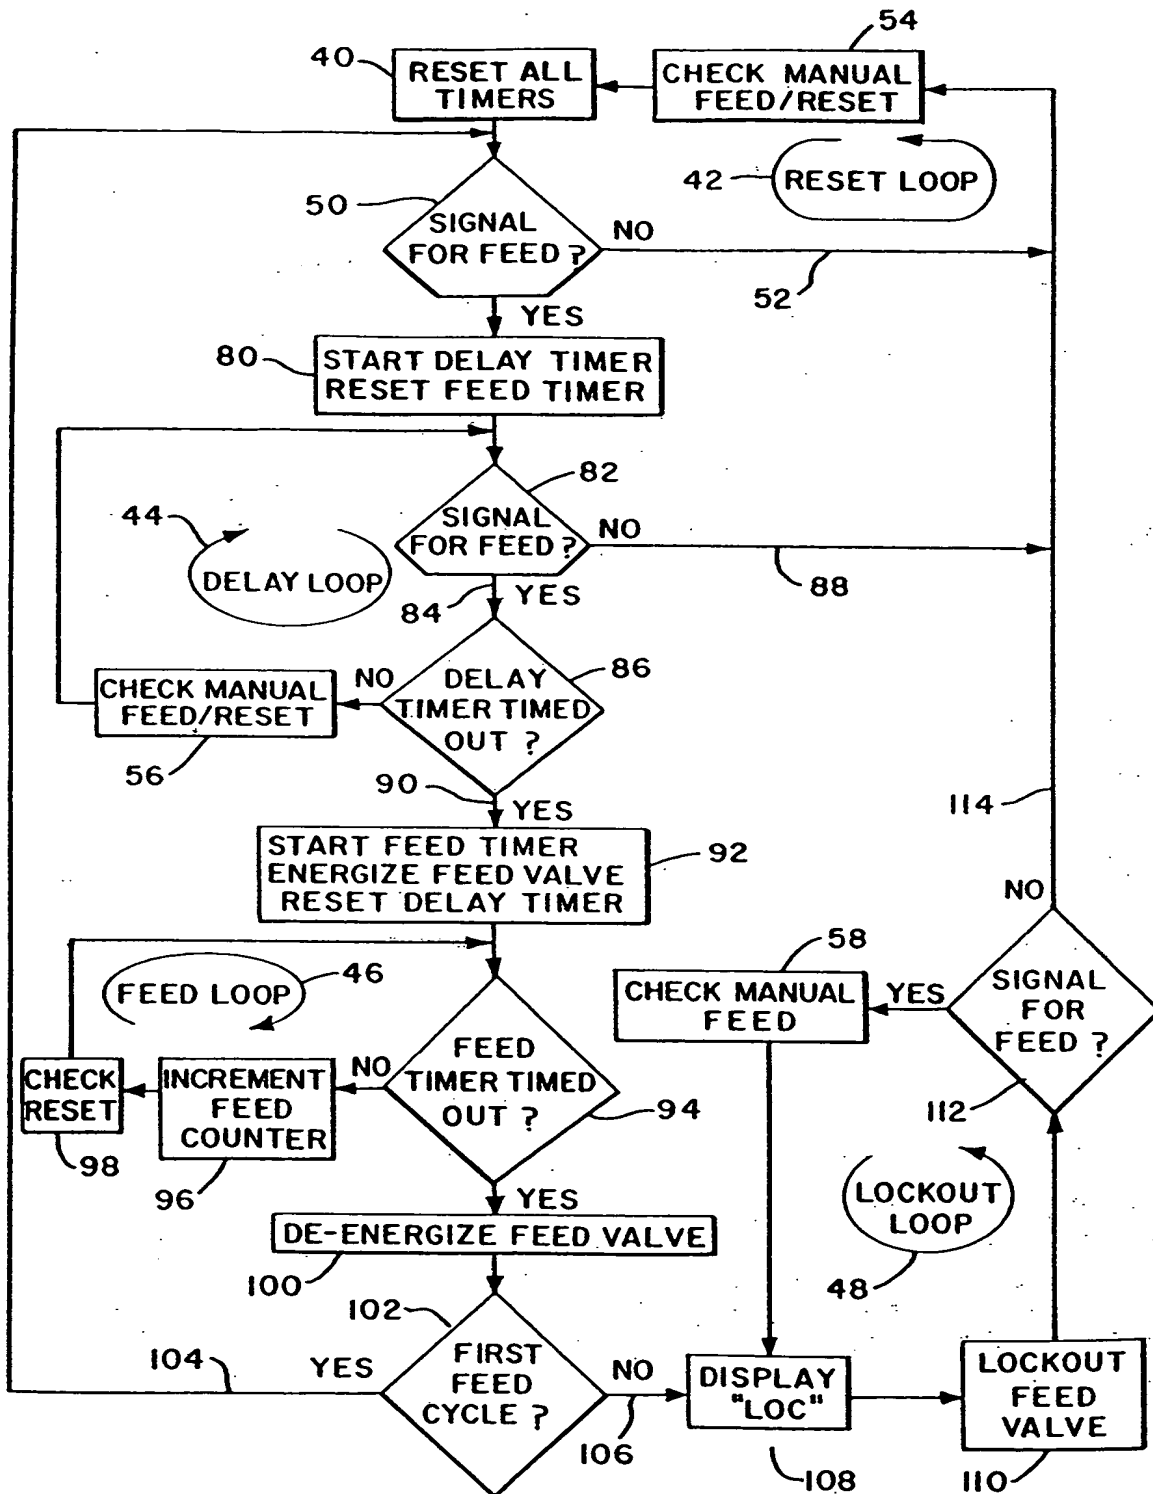 54
40
RESET ALL
TIMERS
CHECK MANUAL
FEED/RESET
42
RESET LOOP
50
SIGNAL
FOR FEED ?
NO
52
YES
80
START DELAY TIMER
RESET FEED TIMER
82
44
SIGNAL
FOR FEED ?
NO
DELAY LOOP
88
84
YES
86
CHECK MANUAL
FEED/RESET
NO
DELAY
TIMER TIMED
OUT ?
56
90
YES
114
START FEED TIMER
ENERGIZE FEED VALVE
RESET DELAY TIMER
92
NO
58
FEED LOOP
46
CHECK MANUAL
FEED
YES
SIGNAL
FOR
FEED ?
CHECK
RESET
INCREMENT
FEED
COUNTER
NO
FEED
TIMER TIMED
OUT ?
94
112
98
96
YES
LOCKOUT
LOOP
DE-ENERGIZE FEED VALVE
100
48
102
104
YES
FIRST
FEED
CYCLE ?
NO
106
DISPLAY
"LOC"
LOCKOUT
FEED
VALVE
108
110